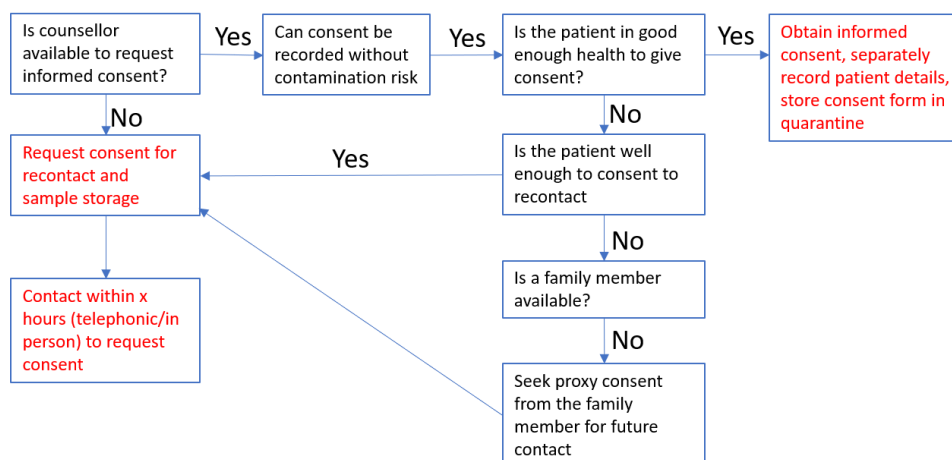 Is counsellor
available to request
informed consent?
Yes
Can consent be
recorded without
contamination risk
Yes
Is the patient in good
enough health to give
consent?
Yes
Obtain informed
consent, separately
record patient details,
store consent form in
quarantine
No
No
Request consent for
recontact and
sample storage
Yes
Is the patient well
enough to consent to
recontact
No
Contact within x
hours (telephonic/in
person) to request
consent
Is a family member
available?
No
Seek proxy consent
from the family
member for future
contact